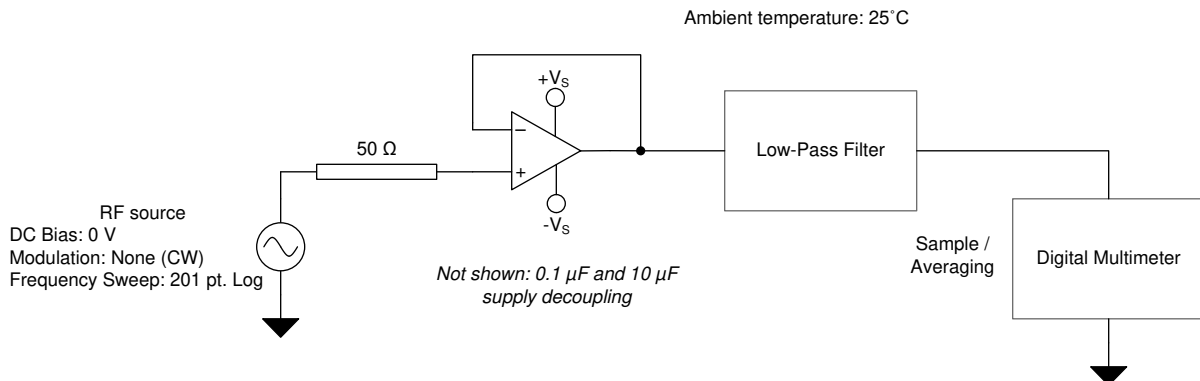 Ambient temperature: 25˚C
+VS
50 Ω
−
+
Low-Pass Filter
-VS
RF source
DC Bias: 0 V
Modulation: None (CW)
Frequency Sweep: 201 pt. Log
Not shown: 0.1 µF and 10 µF
supply decoupling
Sample /
Averaging
Digital Multimeter